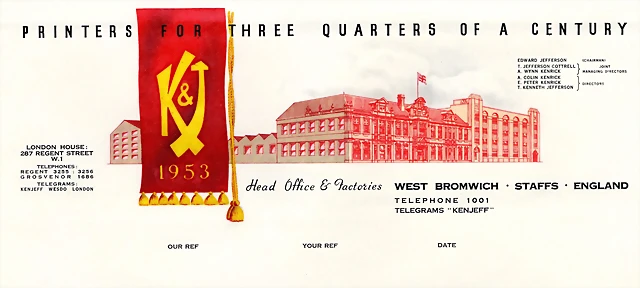 PRINTERS FOR THREE QUARTERS OF A CENTURY
K&J
1953
EDWARD JEFFERSON (CHAIRMAN)
T. JEFFERSON COTTRELL } JOINT
A. WYNN KENRICK } MANAGING DIRECTORS
A. COLIN KENRICK
E. PETER KENRICK } DIRECTORS
T. KENNETH JEFFERSON
LONDON HOUSE:
287 REGENT STREET
W.1
TELEPHONES:
REGENT 3255 : 3256
GROSVENOR 1686
TELEGRAMS:
KENJEFF WESDO LONDON
Head Office & Factories WEST BROMWICH · STAFFS · ENGLAND
TELEPHONE 1001
TELEGRAMS "KENJEFF"
OUR REF YOUR REF DATE